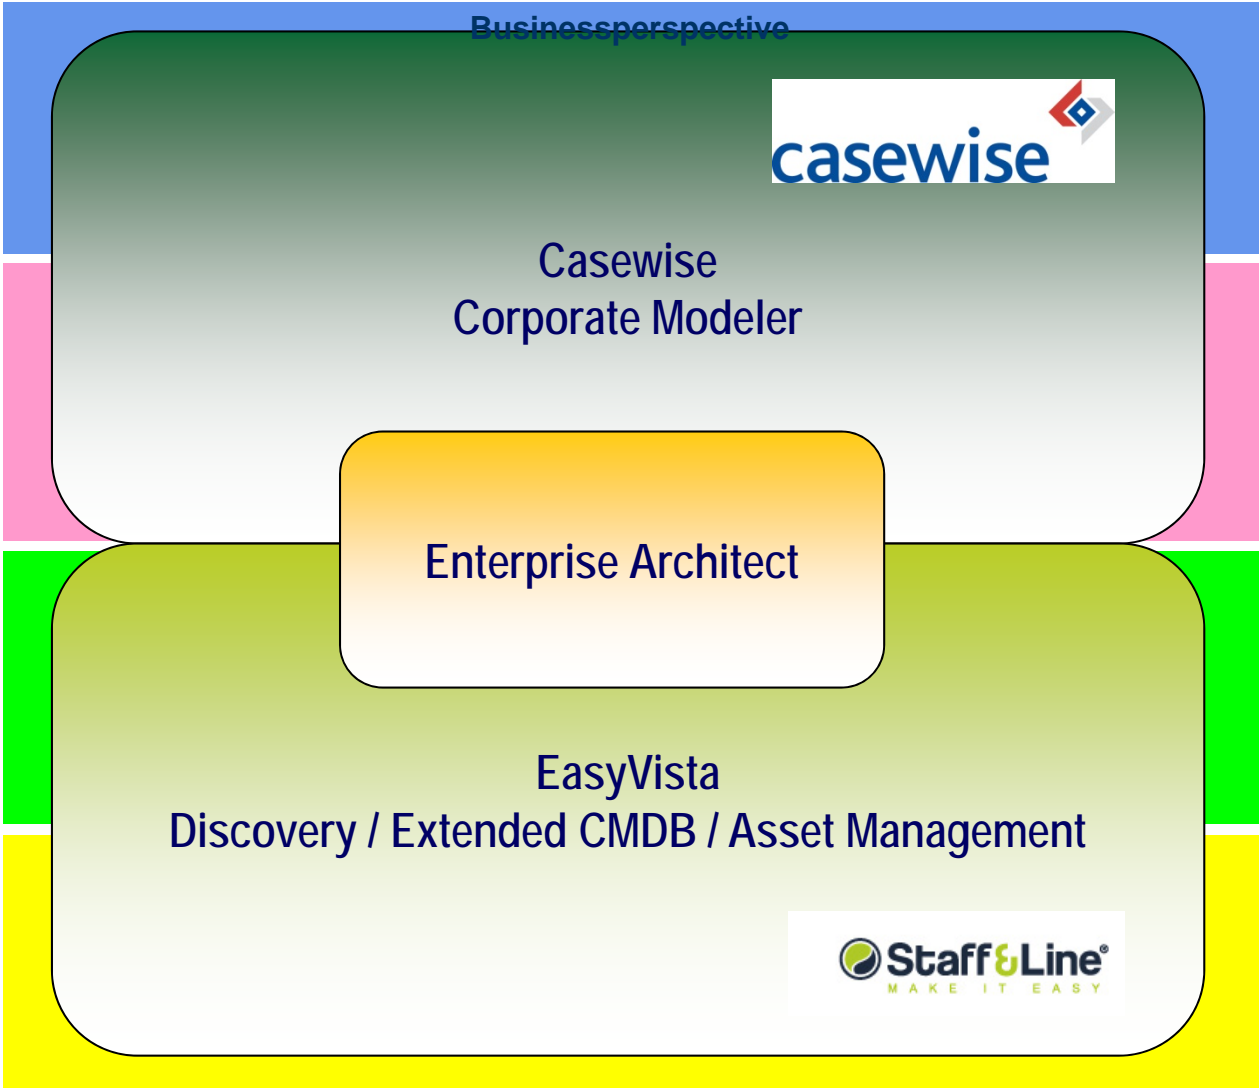 Businessperspective
casewise
Casewise
Corporate Modeler
Enterprise Architect
EasyVista
Discovery / Extended CMDB / Asset Management
Staff&Line®
MAKE IT EASY